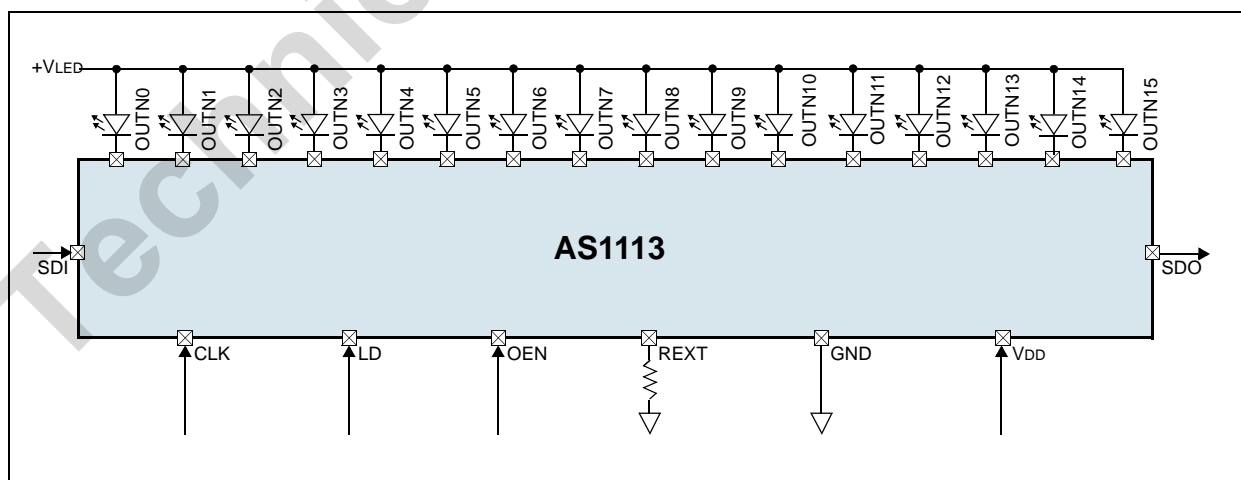 Technic
+VLED
OUTN0
OUTN1
OUTN2
OUTN3
OUTN4
OUTN5
OUTN6
OUTN7
OUTN8
OUTN9
OUTN10
OUTN11
OUTN12
OUTN13
OUTN14
OUTN15
AS1113
SDI
SDO
CLK
LD
OEN
REXT
GND
VDD